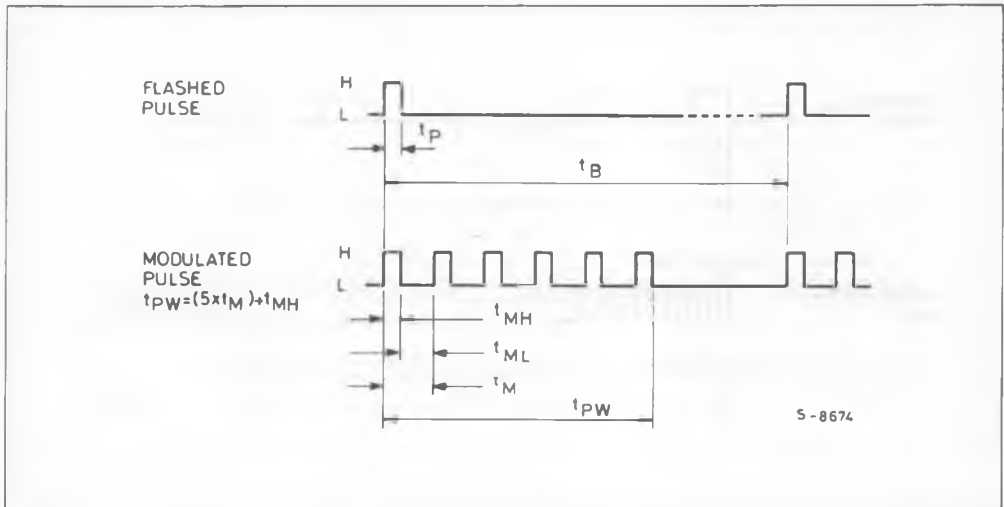 FLASHED
PULSE
H
L
tP
tB
MODULATED
PULSE
tPW=(5xtM)+tMH
H
L
tMH
tML
tM
tPW
S-8674